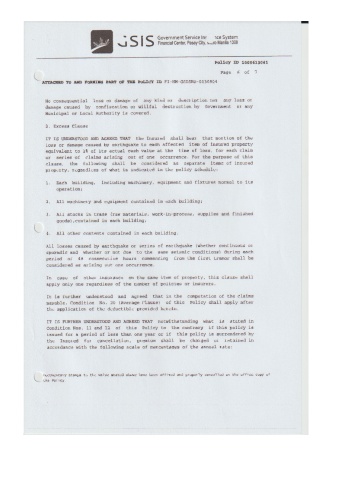 GSIS Government Service Insurance System
Financial Center, Pasay City, Metro Manila 1308
Policy ID
Page 6 of 7
ATTACHED TO AND FORMING PART OF THE POLICY ID
No consequential loss or damage of any kind or description nor any loss or
damage caused by confiscation or willful destruction by Government or any
Municipal or Local Authority is covered.
Excess Clause
IT IS UNDERSTOOD AND AGREED THAT the Insured shall bear that portion of the
loss or damage caused by earthquake to each affected item of insured property
equivalent to 2% of its actual cash value at the time of loss, for each claim
or series of claims arising out of one occurrence. For the purpose of this
clause, the following shall be considered as separate items of insured
property, regardless of what is indicated in the policy schedule:
1. Each building, including machinery, equipment and fixtures normal to its
operation;
2. All machinery and equipment contained in each building;
3. All stocks in trade (raw materials, work-in-process, supplies and finished
goods) contained in each building;
4. All other contents contained in each building.
All losses caused by earthquake or series of earthquake (whether continuous or
sporadic and whether or not due to the same seismic condition) during each
period of 48 consecutive hours commencing from the first tremor shall be
considered as arising out one occurrence.
In case of other insurance on the same item of property, this clause shall
apply only one regardless of the number of policies or insurers.
It is further understood and agreed that in the computation of the claims
payable, Condition No. (Average Clause) of this Policy shall apply after
the application of the deductible provided herein.
IT IS FURTHER UNDERSTOOD AND AGREED THAT notwithstanding what is stated in
Condition Nos. 11 and 12 of this Policy to the contrary if this policy is
issued for a period of less than one year or if this policy is surrendered by
the Insured for cancellation, premium shall be charged or retained in
accordance with the following scale of percentages of the annual rate: